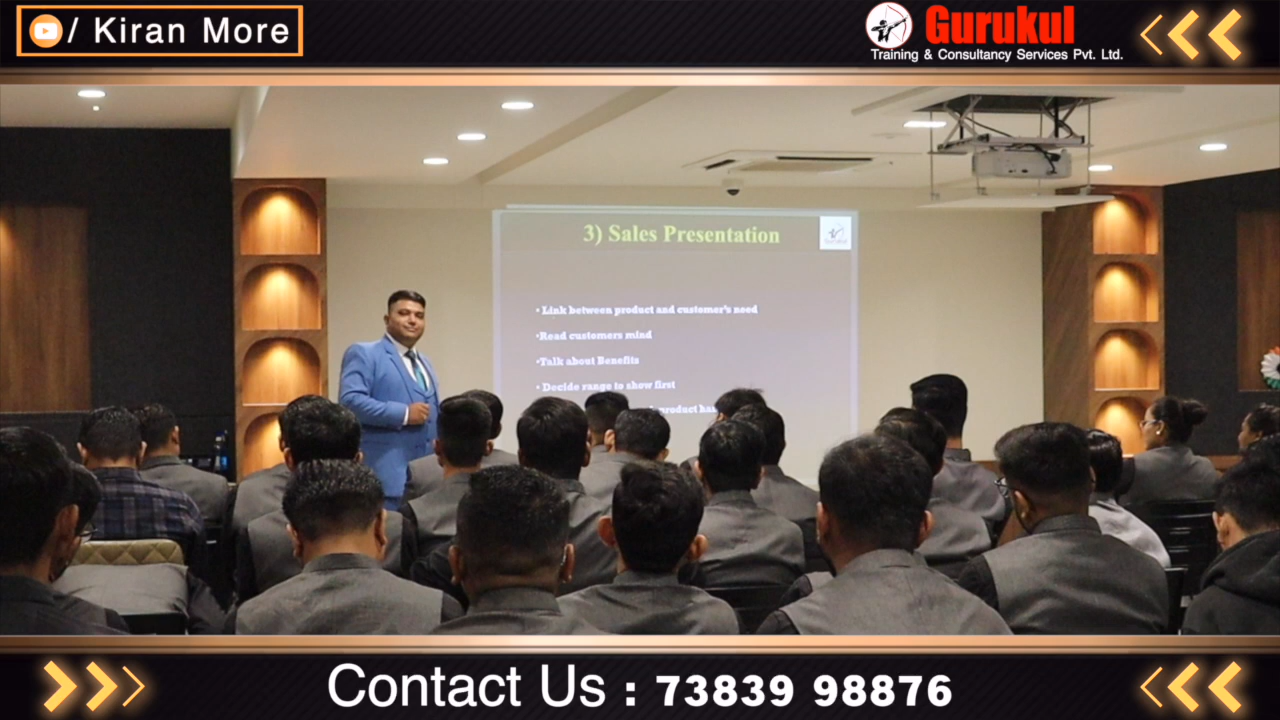 / Kiran More
Gurukul
Training & Consultancy Services Pvt. Ltd.
3) Sales Presentation
• Link between product and customer's need
•Read customers mind
•Talk about Benefits
• Decide range to show first
product
Contact Us : 73839 98876